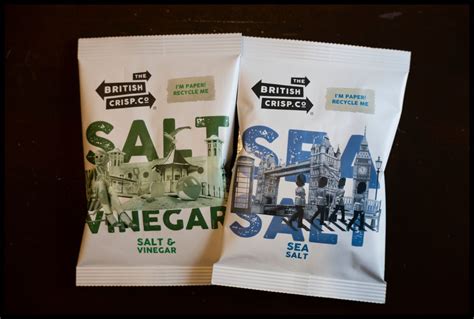 THE
BRITISH
CRISP.CO
I'M PAPER!
RECYCLE ME
SALT
VINEGAR
SALT &
VINEGAR
THE
BRITISH
CRISP.CO
I'M PAPER!
RECYCLE ME
SEA
SALT
SEA
SALT